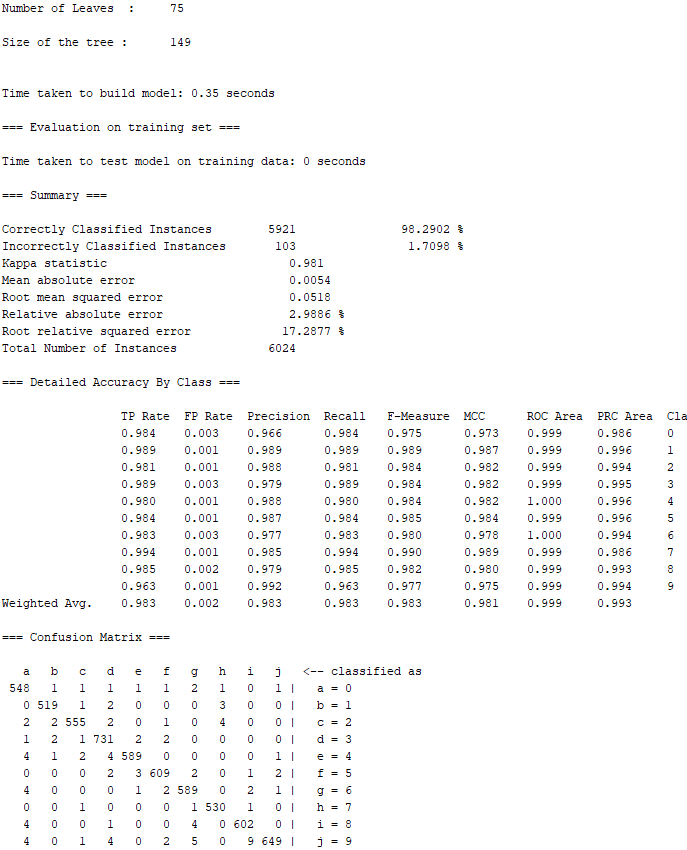 Number of Leaves  :     75
Size of the tree :      149
Time taken to build model: 0.35 seconds
=== Evaluation on training set ===
Time taken to test model on training data: 0 seconds
=== Summary ===
Correctly Classified Instances        5921               98.2902 %
Incorrectly Classified Instances       103                1.7098 %
Kappa statistic                          0.981
Mean absolute error                      0.0054
Root mean squared error                  0.0518
Relative absolute error                  2.9886 %
Root relative squared error             17.2877 %
Total Number of Instances             6024
=== Detailed Accuracy By Class ===
                 TP Rate  FP Rate  Precision  Recall   F-Measure  MCC      ROC Area  PRC Area  Cla
                 0.984    0.003    0.966      0.984    0.975      0.973    0.999     0.986     0
                 0.989    0.001    0.989      0.989    0.989      0.987    0.999     0.996     1
                 0.981    0.001    0.988      0.981    0.984      0.982    0.999     0.994     2
                 0.989    0.003    0.979      0.989    0.984      0.982    0.999     0.995     3
                 0.980    0.001    0.988      0.980    0.984      0.982    1.000     0.996     4
                 0.984    0.001    0.987      0.984    0.985      0.984    0.999     0.996     5
                 0.983    0.003    0.977      0.983    0.980      0.978    1.000     0.994     6
                 0.994    0.001    0.985      0.994    0.990      0.989    0.999     0.986     7
                 0.985    0.002    0.979      0.985    0.982      0.980    0.999     0.993     8
                 0.963    0.001    0.992      0.963    0.977      0.975    0.999     0.994     9
Weighted Avg.    0.983    0.002    0.983      0.983    0.983      0.981    0.999     0.993
=== Confusion Matrix ===
   a   b   c   d   e   f   g   h   i   j   <-- classified as
 548   1   1   1   1   1   2   1   0   1 |   a = 0
   0 519   1   2   0   0   0   3   0   0 |   b = 1
   2   2 555   2   0   1   0   4   0   0 |   c = 2
   1   2   1 731   2   2   0   0   0   0 |   d = 3
   4   1   2   4 589   0   0   0   0   1 |   e = 4
   0   0   0   2   3 609   2   0   1   2 |   f = 5
   4   0   0   0   1   2 589   0   2   1 |   g = 6
   0   0   1   0   0   0   1 530   1   0 |   h = 7
   4   0   0   1   0   0   4   0 602   0 |   i = 8
   4   0   1   4   0   2   5   0   9 649 |   j = 9